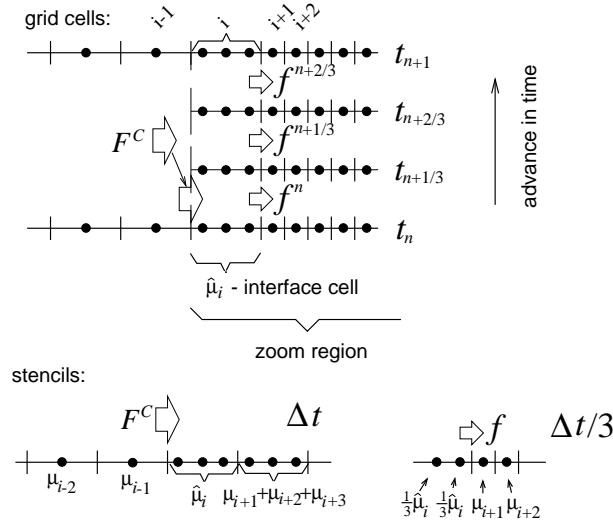 grid cells:
i-1
i
i+1
i+2
t_{n+1}
f^{n+2/3}
t_{n+2/3}
F^C
f^{n+1/3}
t_{n+1/3}
f^n
t_n
advance in time
μ̂_i - interface cell
zoom region
stencils:
F^C
Δt
f
Δt/3
μ_{i-2}
μ_{i-1}
μ̂_i
μ_{i+1}+μ_{i+2}+μ_{i+3}
⅓μ̂_i
⅓μ̂_i
μ_{i+1}
μ_{i+2}